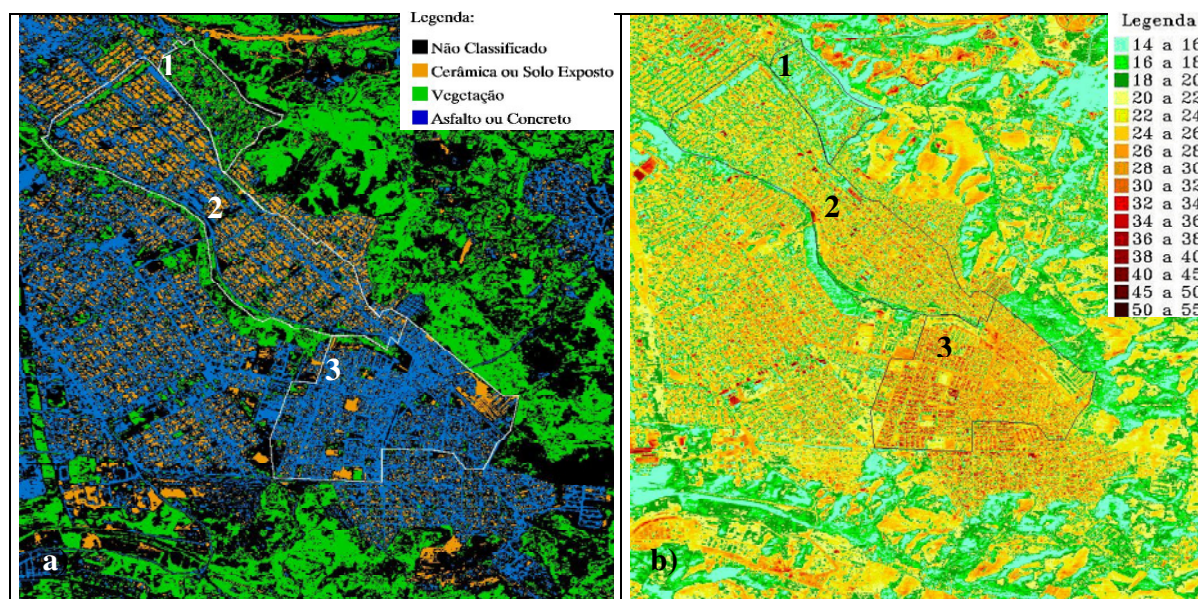 Legenda:
Não Classificado
Cerâmica ou Solo Exposto
Vegetação
Asfalto ou Concreto
1
2
3
a
Legenda
14 a 16
16 a 18
18 a 20
20 a 22
22 a 24
24 a 26
26 a 28
28 a 30
30 a 32
32 a 34
34 a 36
36 a 38
38 a 40
40 a 45
45 a 50
50 a 55
1
2
3
b)